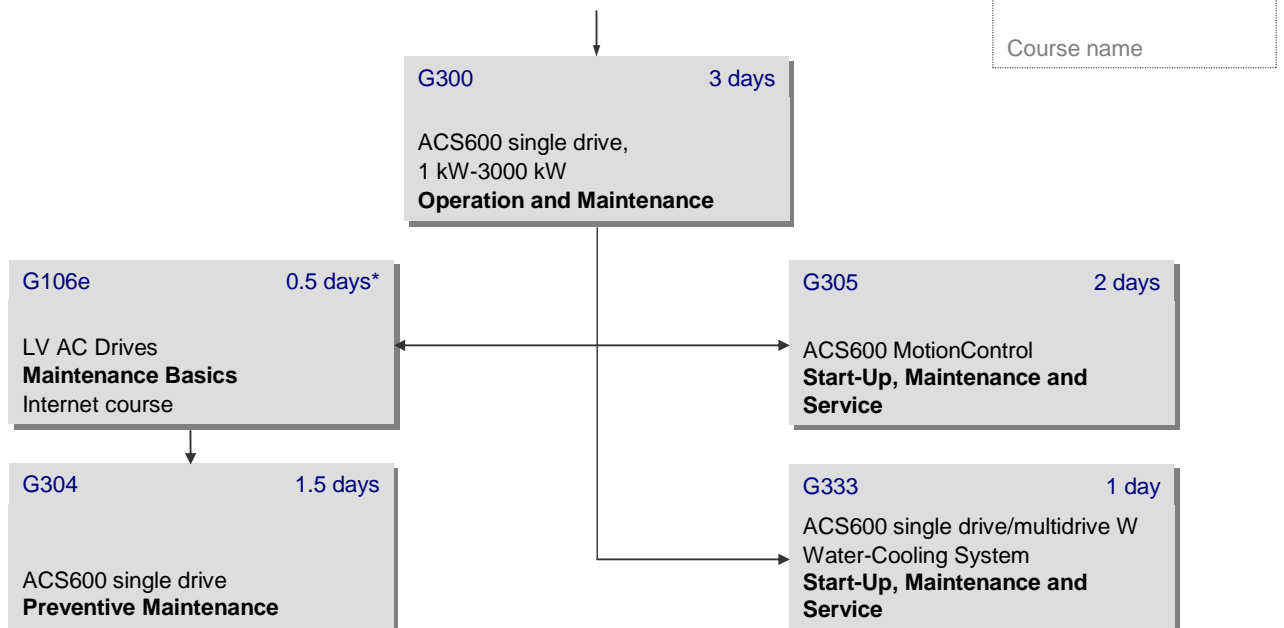 Course name
G300 3 days
ACS600 single drive,
1 kW-3000 kW
Operation and Maintenance
G106e 0.5 days*
LV AC Drives
Maintenance Basics
Internet course
G305 2 days
ACS600 MotionControl
Start-Up, Maintenance and
Service
G304 1.5 days
ACS600 single drive
Preventive Maintenance
G333 1 day
ACS600 single drive/multidrive W
Water-Cooling System
Start-Up, Maintenance and
Service